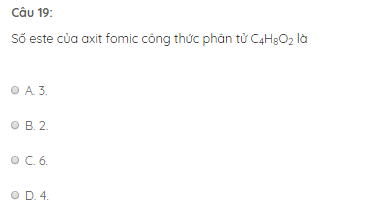 Câu 19:
Số este của axit fomic công thức phân tử C₄H₈O₂ là
A. 3.
B. 2.
C. 6.
D. 4.